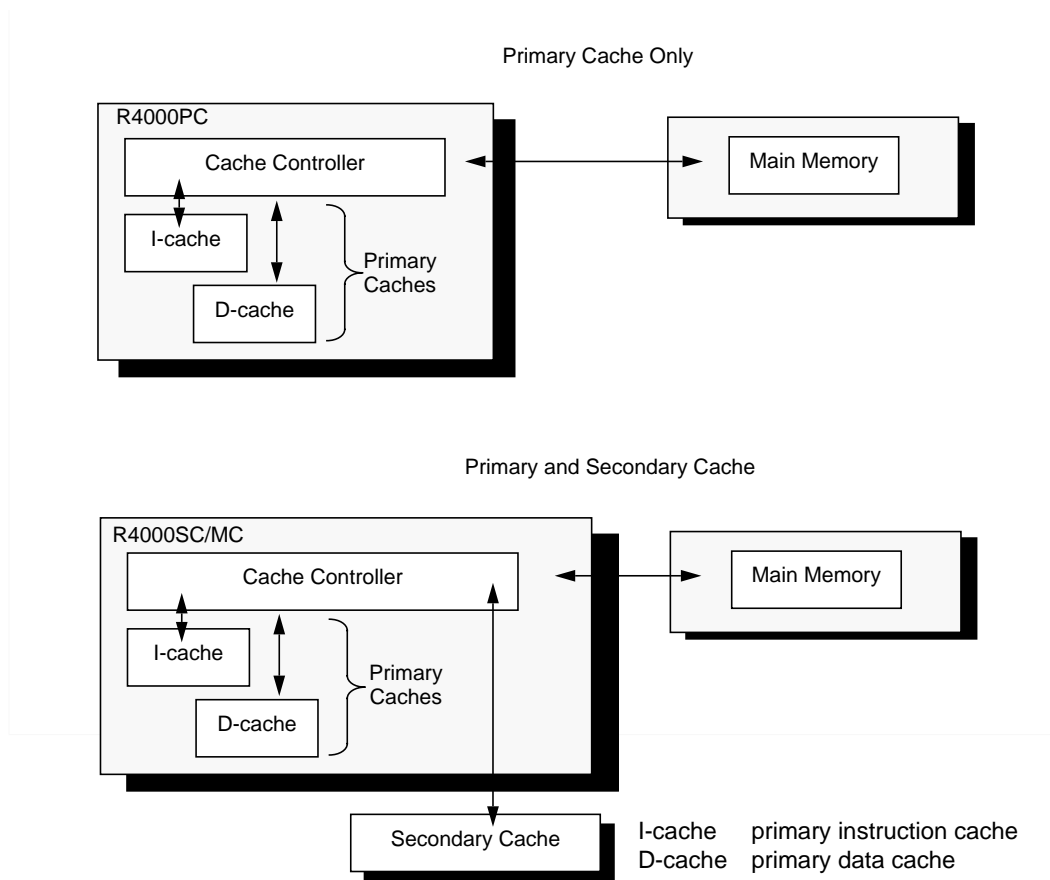 Primary Cache Only
R4000PC
Cache Controller
Main Memory
I-cache
Primary
Caches
D-cache
Primary and Secondary Cache
R4000SC/MC
Cache Controller
Main Memory
I-cache
Primary
Caches
D-cache
Secondary Cache
I-cache primary instruction cache
D-cache primary data cache